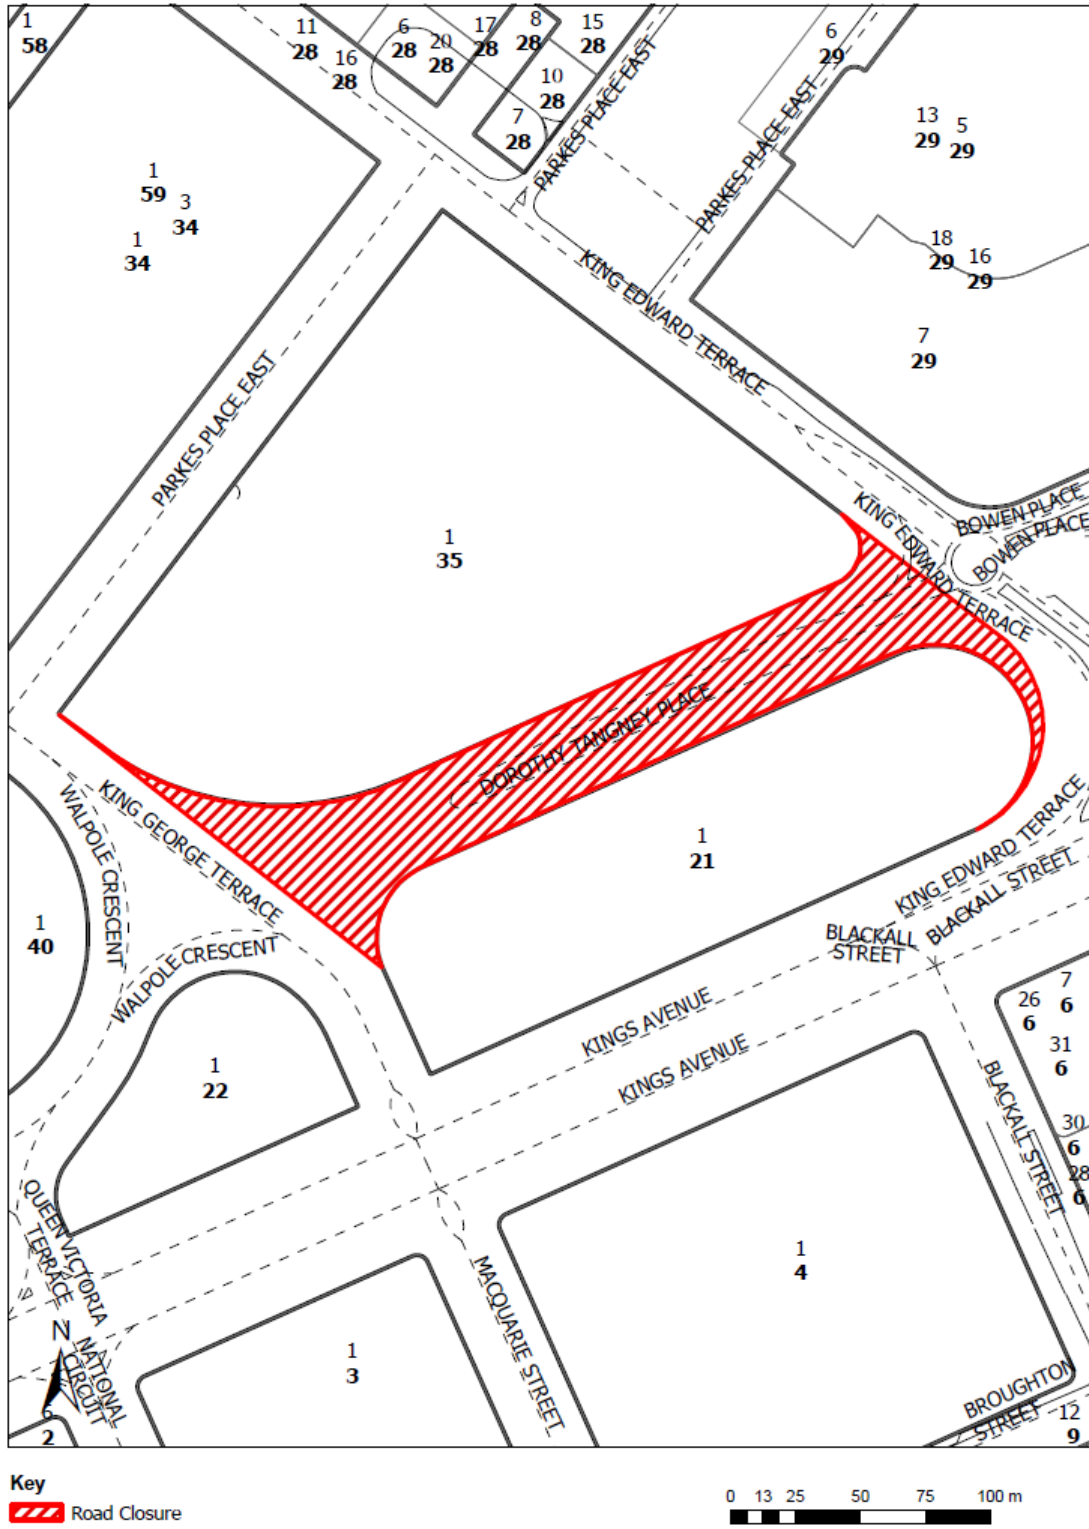 1
58
11
28
16
28
6
28
20
28
17
28
8
28
15
28
10
28
7
28
PARKES PLACE EAST
6
29
PARKES PLACE EAST
13
29
5
29
1
59
3
34
1
34
18
29
16
29
KING EDWARD TERRACE
7
29
PARKES PLACE EAST
1
35
KING EDWARD TERRACE
BOWEN PLACE
BOWEN PLACE
DOROTHY TANGNEY PLACE
WALPOLE CRESCENT
KING GEORGE TERRACE
1
21
KING EDWARD TERRACE
BLACKALL STREET
BLACKALL
STREET
1
40
WALPOLE CRESCENT
KINGS AVENUE
KINGS AVENUE
26
6
7
6
31
6
30
6
28
6
1
22
BLACKALL STREET
QUEEN VICTORIA
TERRACE
MACQUARIE STREET
1
4
N
NATIONAL
CIRCUIT
1
3
BROUGHTON
STREET
12
9
6
2
Key
Road Closure
0 13 25 50 75 100 m